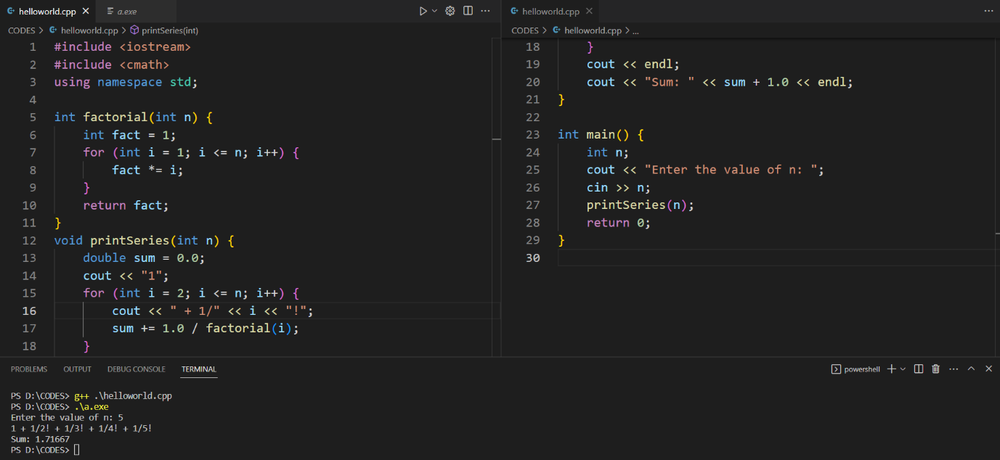 helloworld.cpp
a.exe
CODES > helloworld.cpp > printSeries(int)
1 #include <iostream>
2 #include <cmath>
3 using namespace std;
4
5 int factorial(int n) {
6     int fact = 1;
7     for (int i = 1; i <= n; i++) {
8         fact *= i;
9     }
10     return fact;
11 }
12 void printSeries(int n) {
13     double sum = 0.0;
14     cout << "1";
15     for (int i = 2; i <= n; i++) {
16         cout << " + 1/" << i << "!";
17         sum += 1.0 / factorial(i);
18     }
helloworld.cpp
CODES > helloworld.cpp > ...
18     }
19     cout << endl;
20     cout << "Sum: " << sum + 1.0 << endl;
21 }
22
23 int main() {
24     int n;
25     cout << "Enter the value of n: ";
26     cin >> n;
27     printSeries(n);
28     return 0;
29 }
30
PROBLEMS OUTPUT DEBUG CONSOLE TERMINAL
powershell
PS D:\CODES> g++ .\helloworld.cpp
PS D:\CODES> .\a.exe
Enter the value of n: 5
1 + 1/2! + 1/3! + 1/4! + 1/5!
Sum: 1.71667
PS D:\CODES>